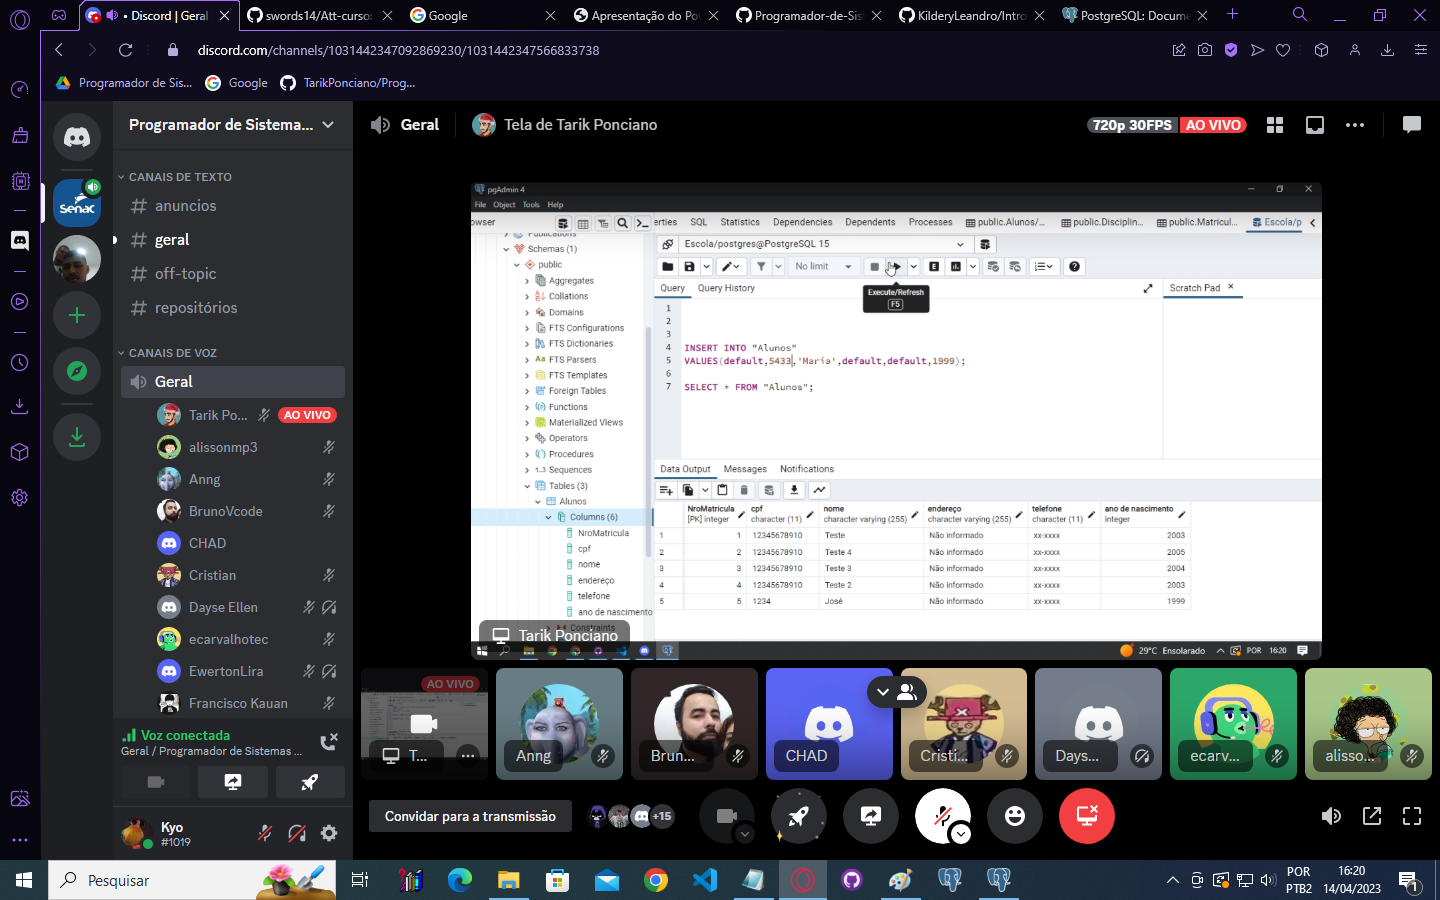 Discord | Geral
swords14/Att-curso:
Google
Apresentação do Pov
Programador-de-Sis
KilderyLeandro/Intro
PostgreSQL: Docume
discord.com/channels/1031442347092869230/1031442347566833738
Programador de Sis...
Google
TarikPonciano/Prog...
Programador de Sistema...
Geral
Tela de Tarik Ponciano
720p 30FPS
AO VIVO
CANAIS DE TEXTO
anuncios
geral
off-topic
repositórios
CANAIS DE VOZ
Geral
Tarik Po...
AO VIVO
alissonmp3
Anng
BrunoVcode
CHAD
Cristian
Dayse Ellen
ecarvalhotec
EwertonLira
Francisco Kauan
senac
Voz conectada
Geral / Programador de Sistemas ...
Kyo
#1019
pgAdmin 4
File Object Tools Help
owser
erties SQL Statistics Dependencies Dependents Processes public.Alunos/... public.Disciplin... public.Matricul... Escola/p
Publications
Schemas (1)
public
Aggregates
Collations
Domains
FTS Configurations
FTS Dictionaries
FTS Parsers
FTS Templates
Foreign Tables
Functions
Materialized Views
Operators
Procedures
Sequences
Tables (3)
Alunos
Columns (6)
NroMatricula
cpf
nome
endereço
telefone
ano de nascimento
Constraints
Escola/postgres@PostgreSQL 15
No limit
Execute/Refresh
F5
Query Query History
Scratch Pad
1
2
3
4 INSERT INTO "Alunos"
5 VALUES(default,5433,'Maria',default,default,1999);
6
7 SELECT * FROM "Alunos";
Data Output Messages Notifications
NroMatricula cpf nome endereço telefone ano de nascimento
[PK] integer character (11) character varying (255) character varying (255) character (11) integer
1 1 12345678910 Teste Não informado xx-xxxx 2003
2 2 12345678910 Teste 4 Não informado xx-xxxx 2005
3 3 12345678910 Teste 3 Não informado xx-xxxx 2004
4 4 12345678910 Teste 2 Não informado xx-xxxx 2003
5 5 1234 José Não informado xx-xxxx 1999
Tarik Ponciano
29°C Ensolarado POR 16:20
AO VIVO
T...
Anng
Brun...
CHAD
Cristi...
Days...
ecarv...
alisso...
Convidar para a transmissão
+15
Pesquisar
POR
PTB2
16:20
14/04/2023
1